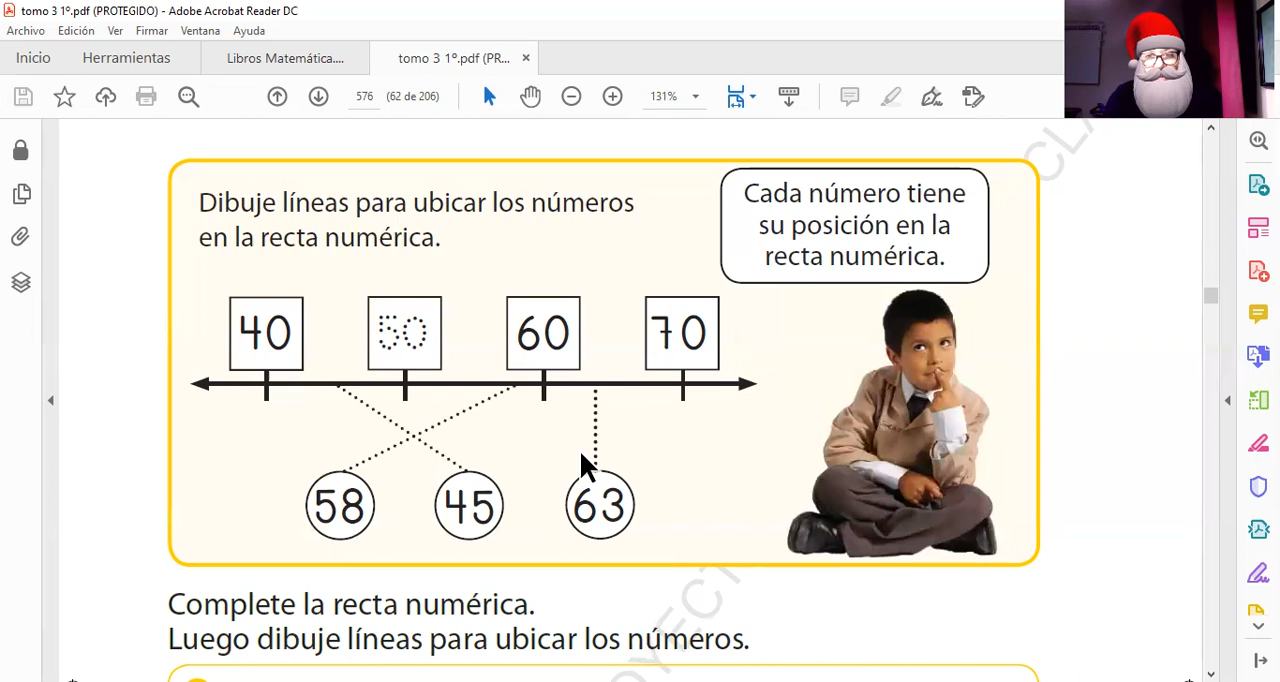 tomo 3 1º.pdf (PROTEGIDO) - Adobe Acrobat Reader DC
Archivo Edición Ver Firmar Ventana Ayuda
Inicio Herramientas Libros Matemática.... tomo 3 1º.pdf (PR... ×
576 (62 de 206) 131%
Dibuje líneas para ubicar los números
en la recta numérica.
Cada número tiene
su posición en la
recta numérica.
40 50 60 70
58 45 63
Complete la recta numérica.
Luego dibuje líneas para ubicar los números.